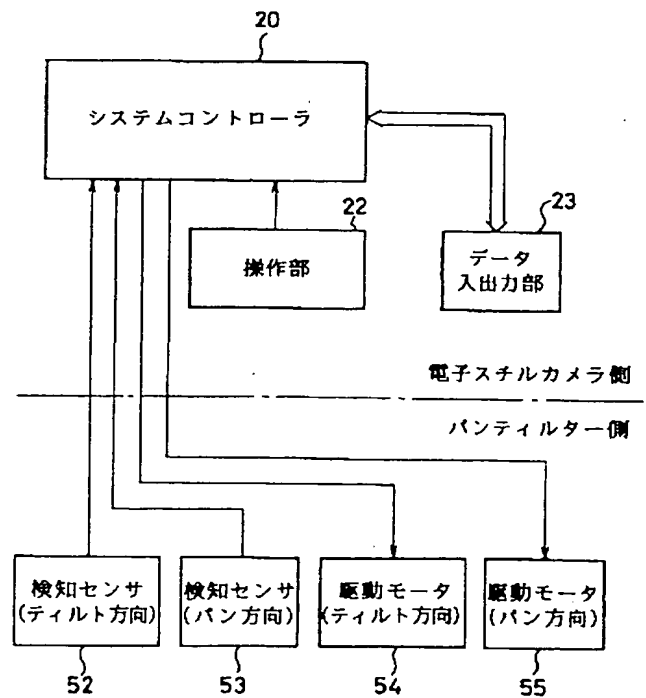 20
システムコントローラ
22
操作部
23
データ
入出力部
電子スチルカメラ側
パンティルター側
検知センサ
(ティルト方向)
検知センサ
(パン方向)
駆動モータ
(ティルト方向)
駆動モータ
(パン方向)
52
53
54
55